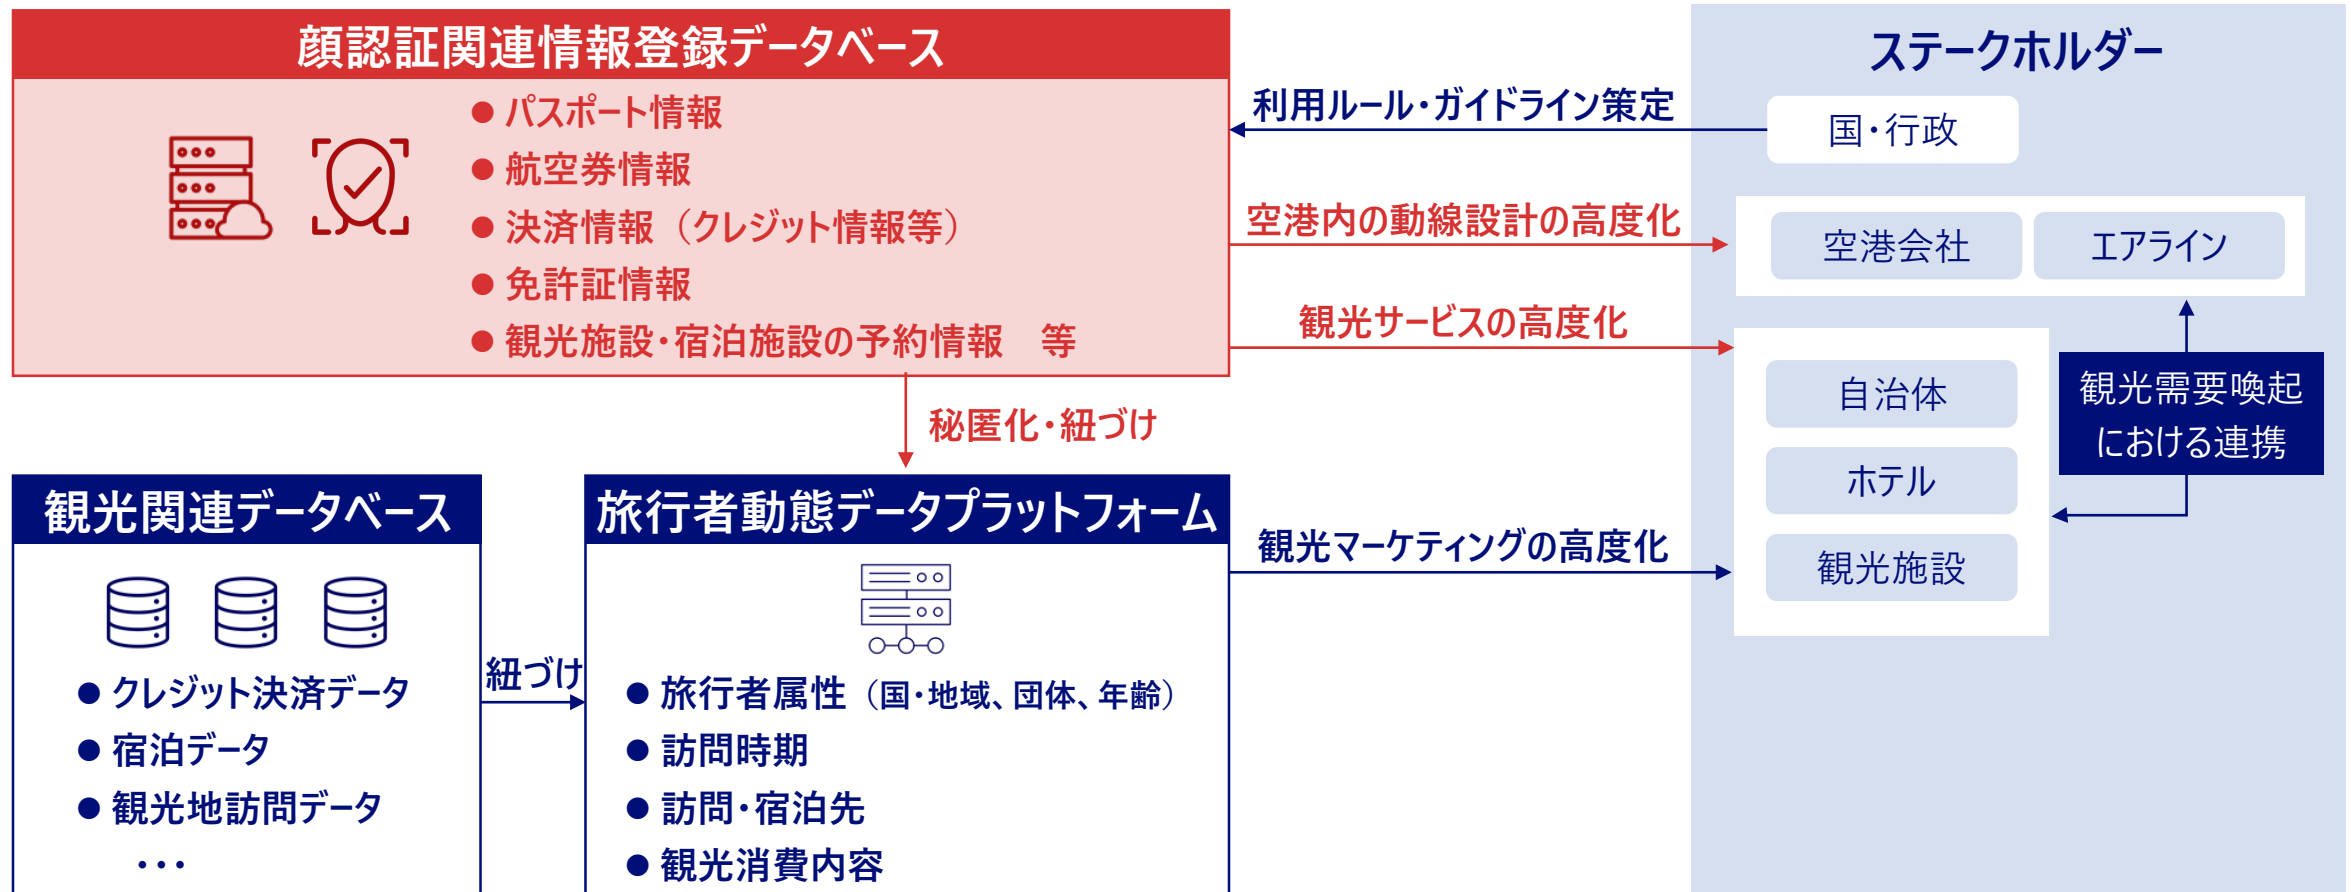 顔認証関連情報登録データベース
● パスポート情報
● 航空券情報
● 決済情報（クレジット情報等）
● 免許証情報
● 観光施設・宿泊施設の予約情報　等
秘匿化・紐づけ
観光関連データベース
● クレジット決済データ
● 宿泊データ
● 観光地訪問データ
・・・
紐づけ
旅行者動態データプラットフォーム
● 旅行者属性（国・地域、団体、年齢）
● 訪問時期
● 訪問・宿泊先
● 観光消費内容
利用ルール・ガイドライン策定
空港内の動線設計の高度化
観光サービスの高度化
観光マーケティングの高度化
ステークホルダー
国・行政
空港会社
エアライン
自治体
ホテル
観光施設
観光需要喚起
における連携